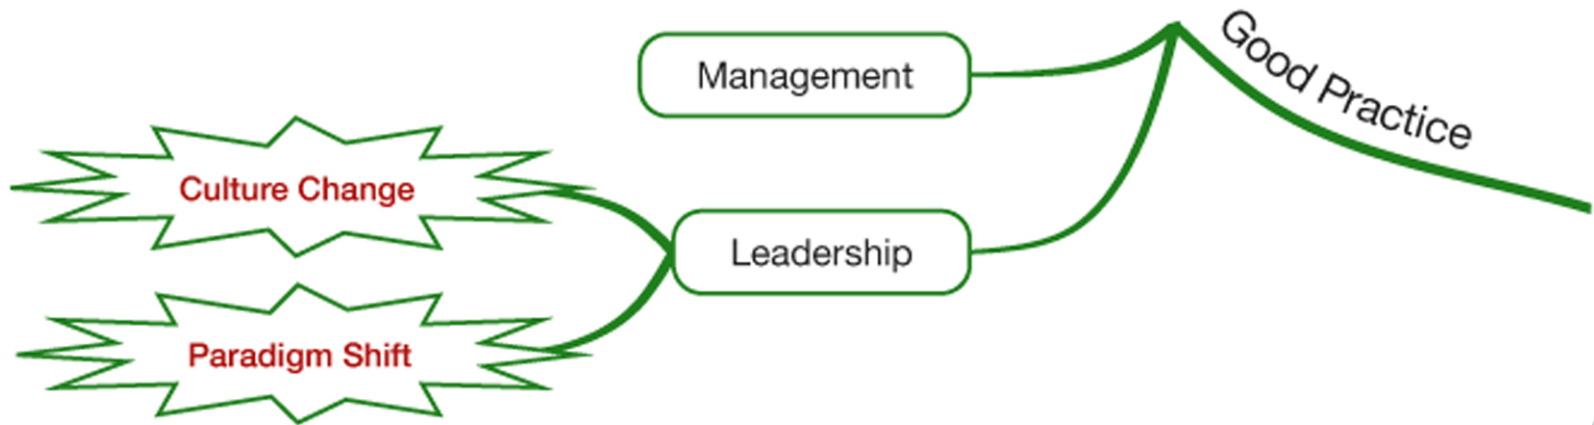 Good Practice
Management
Culture Change
Leadership
Paradigm Shift